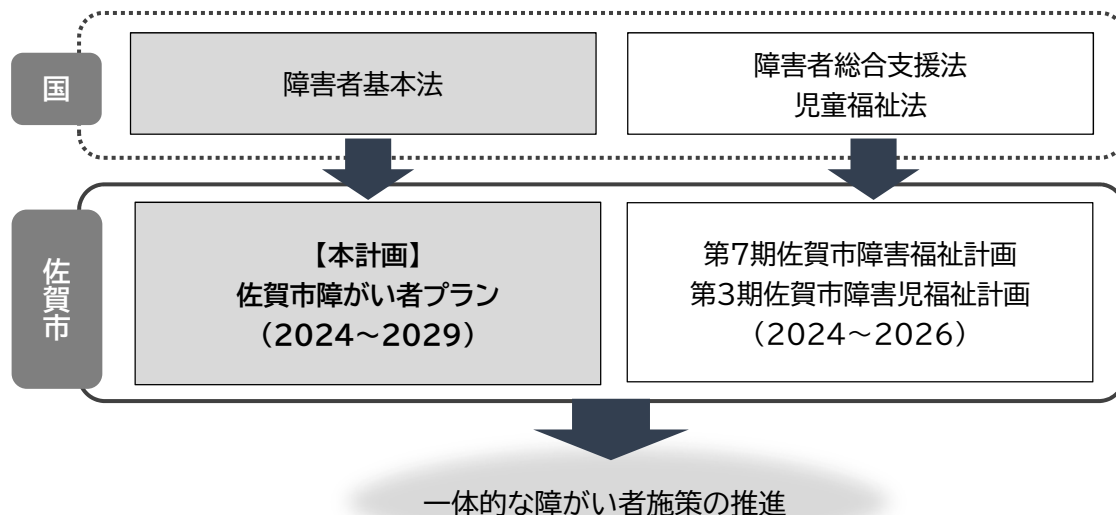 国
障害者基本法
障害者総合支援法
児童福祉法
佐賀市
【本計画】
佐賀市障がい者プラン
（2024～2029）
第7期佐賀市障害福祉計画
第3期佐賀市障害児福祉計画
（2024～2026）
一体的な障がい者施策の推進